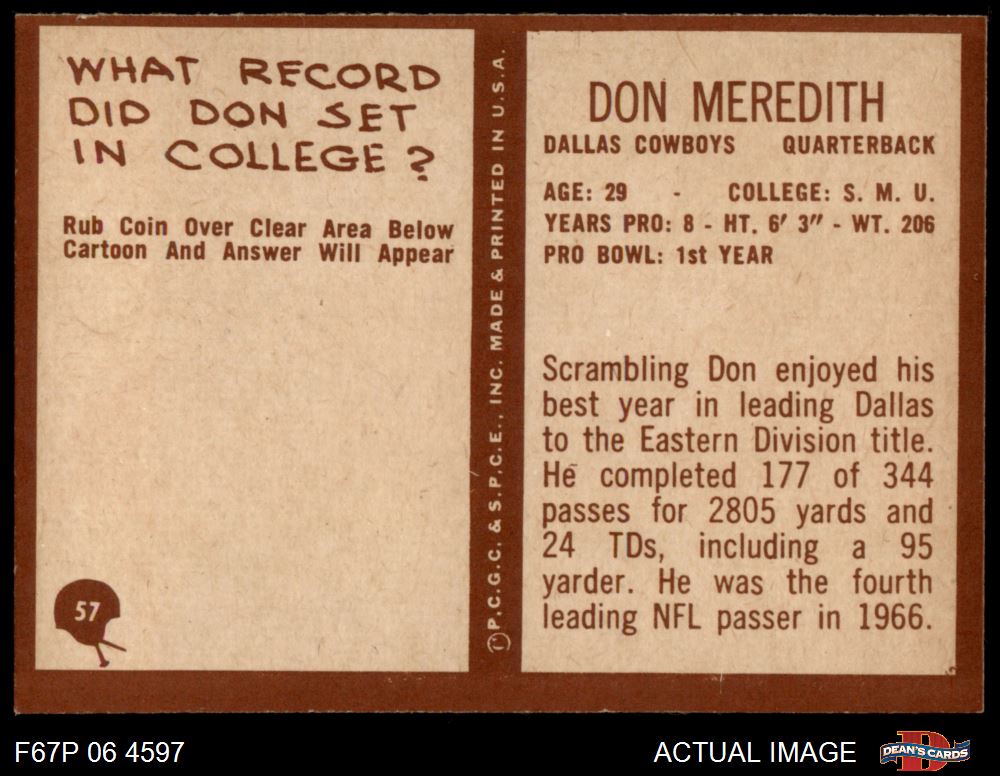 WHAT RECORD
DID DON SET
IN COLLEGE?
Rub Coin Over Clear Area Below
Cartoon And Answer Will Appear
57
P.C.G.C. & S.P.C.E., INC. MADE & PRINTED IN U.S.A.
DON MEREDITH
DALLAS COWBOYS QUARTERBACK
AGE: 29 - COLLEGE: S. M. U.
YEARS PRO: 8 - HT. 6' 3" - WT. 206
PRO BOWL: 1st YEAR
Scrambling Don enjoyed his
best year in leading Dallas
to the Eastern Division title.
He completed 177 of 344
passes for 2805 yards and
24 TDs, including a 95
yarder. He was the fourth
leading NFL passer in 1966.
F67P 06 4597
ACTUAL IMAGE
D
DEAN'S CARDS